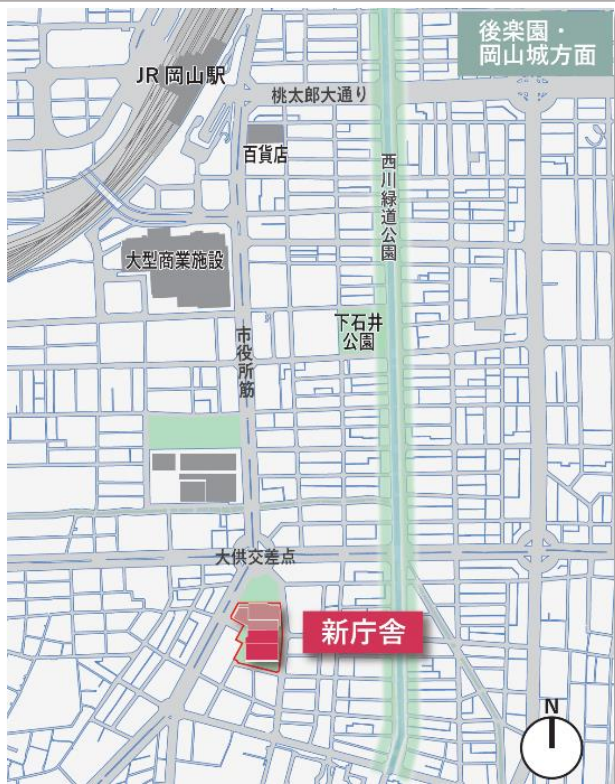 後楽園・
岡山城方面
JR 岡山駅
桃太郎大通り
百貨店
西川緑道公園
大型商業施設
下石井
公園
市役所筋
大供交差点
新庁舎
N